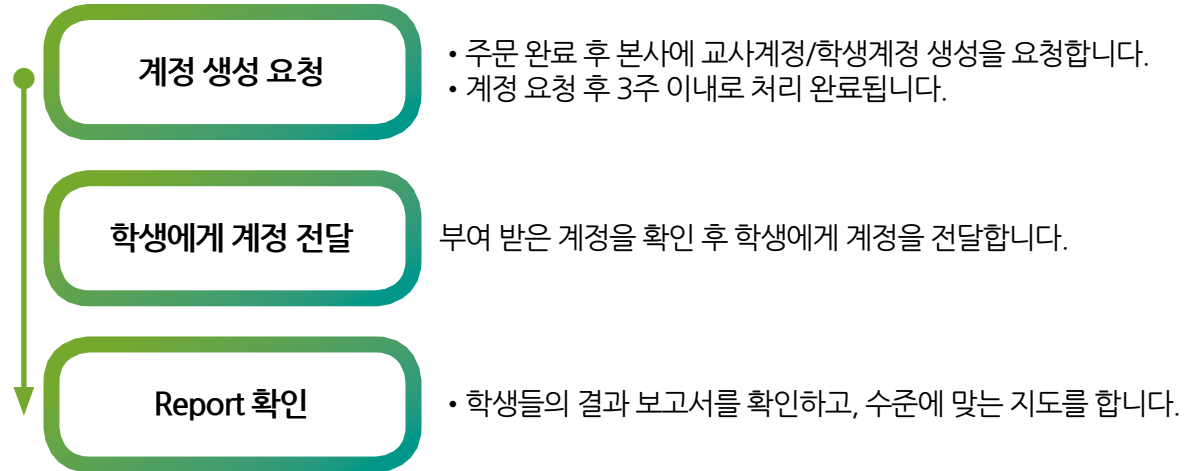 계정 생성 요청
• 주문 완료 후 본사에 교사계정/학생계정 생성을 요청합니다.
• 계정 요청 후 3주 이내로 처리 완료됩니다.
학생에게 계정 전달
부여 받은 계정을 확인 후 학생에게 계정을 전달합니다.
Report 확인
• 학생들의 결과 보고서를 확인하고, 수준에 맞는 지도를 합니다.